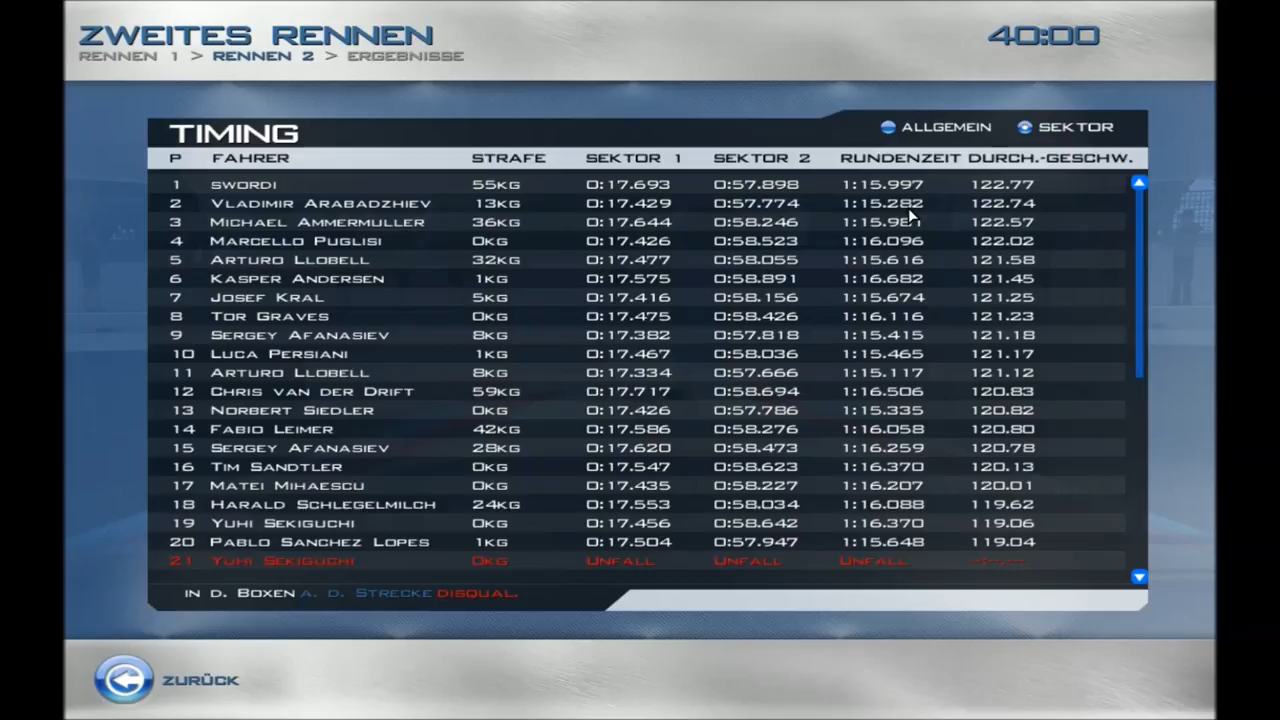 ZWEITES RENNEN
40:00
RENNEN 1 > RENNEN 2 > ERGEBNISSE
TIMING
ALLGEMEIN SEKTOR
P FAHRER STRAFE SEKTOR 1 SEKTOR 2 RUNDENZEIT DURCH.-GESCHW.
1 SWORDI 55KG 0:17.693 0:57.898 1:15.997 122.77
2 VLADIMIR ARABADZHIEV 13KG 0:17.429 0:57.774 1:15.282 122.74
3 MICHAEL AMMERMULLER 36KG 0:17.644 0:58.246 122.57
4 MARCELLO PUGLISI 0KG 0:17.426 0:58.523 1:16.096 122.02
5 ARTURO LLOBELL 32KG 0:17.477 0:58.055 1:15.616 121.58
6 KASPER ANDERSEN 1KG 0:17.575 0:58.891 1:16.682 121.45
7 JOSEF KRAL 5KG 0:17.416 0:58.156 1:15.674 121.25
8 TOR GRAVES 0KG 0:17.475 0:58.426 1:16.116 121.23
9 SERGEY AFANASIEV 8KG 0:17.382 0:57.818 1:15.415 121.18
10 LUCA PERSIANI 1KG 0:17.467 0:58.036 1:15.465 121.17
11 ARTURO LLOBELL 8KG 0:17.334 0:57.666 1:15.117 121.12
12 CHRIS VAN DER DRIFT 59KG 0:17.717 0:58.694 1:16.506 120.83
13 NORBERT SIEDLER 0KG 0:17.426 0:57.786 1:15.335 120.82
14 FABIO LEIMER 42KG 0:17.586 0:58.276 1:16.058 120.80
15 SERGEY AFANASIEV 28KG 0:17.620 0:58.473 1:16.259 120.78
16 TIM SANDTLER 0KG 0:17.547 0:58.623 1:16.370 120.13
17 MATEI MIHAESCU 0KG 0:17.435 0:58.227 1:16.207 120.01
18 HARALD SCHLEGELMILCH 24KG 0:17.553 0:58.034 1:16.088 119.62
19 YUHI SEKIGUCHI 0KG 0:17.456 0:58.642 1:16.370 119.06
20 PABLO SANCHEZ LOPES 1KG 0:17.504 0:57.947 1:15.648 119.04
21 YUHI SEKIGUCHI 0KG UNFALL UNFALL UNFALL -:--.---
IN D. BOXEN A. D. STRECKE DISQUAL.
ZURÜCK